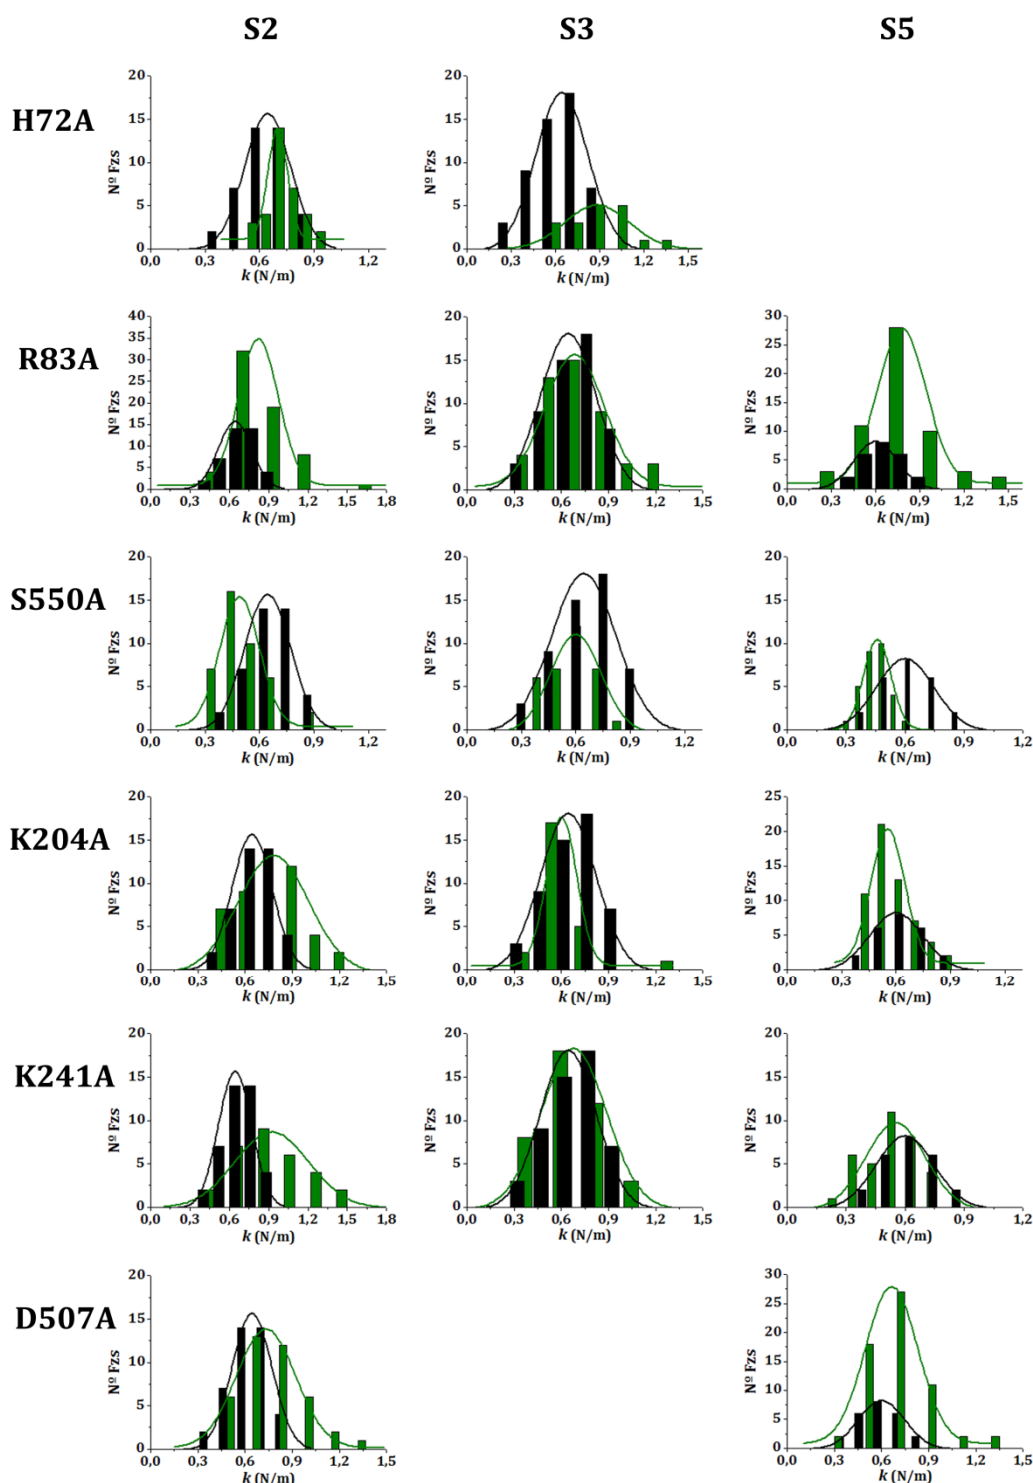 S2 S3 S5
H72A
Nº Fzs
20
15
10
5
0
0,0 0,3 0,6 0,9 1,2
k (N/m)
Nº Fzs
20
15
10
5
0
0,0 0,3 0,6 0,9 1,2 1,5
k (N/m)
R83A
Nº Fzs
40
35
30
25
20
15
10
5
0
0,0 0,3 0,6 0,9 1,2 1,5 1,8
k (N/m)
Nº Fzs
20
15
10
5
0
0,0 0,3 0,6 0,9 1,2 1,5
k (N/m)
Nº Fzs
30
25
20
15
10
5
0
0,0 0,3 0,6 0,9 1,2 1,5
k (N/m)
S550A
Nº Fzs
20
15
10
5
0
0,0 0,3 0,6 0,9 1,2
k (N/m)
Nº Fzs
20
15
10
5
0
0,0 0,3 0,6 0,9 1,2
k (N/m)
Nº Fzs
20
15
10
5
0
0,0 0,3 0,6 0,9 1,2
k (N/m)
K204A
Nº Fzs
20
15
10
5
0
0,0 0,3 0,6 0,9 1,2 1,5
k (N/m)
Nº Fzs
20
15
10
5
0
0,0 0,3 0,6 0,9 1,2 1,5
k (N/m)
Nº Fzs
25
20
15
10
5
0
0,0 0,3 0,6 0,9 1,2
k (N/m)
K241A
Nº Fzs
20
15
10
5
0
0,0 0,3 0,6 0,9 1,2 1,5 1,8
k (N/m)
Nº Fzs
20
15
10
5
0
0,0 0,3 0,6 0,9 1,2 1,5
k (N/m)
Nº Fzs
20
15
10
5
0
0,0 0,3 0,6 0,9 1,2
k (N/m)
D507A
Nº Fzs
20
15
10
5
0
0,0 0,3 0,6 0,9 1,2 1,5
k (N/m)
Nº Fzs
30
25
20
15
10
5
0
0,0 0,3 0,6 0,9 1,2 1,5
k (N/m)